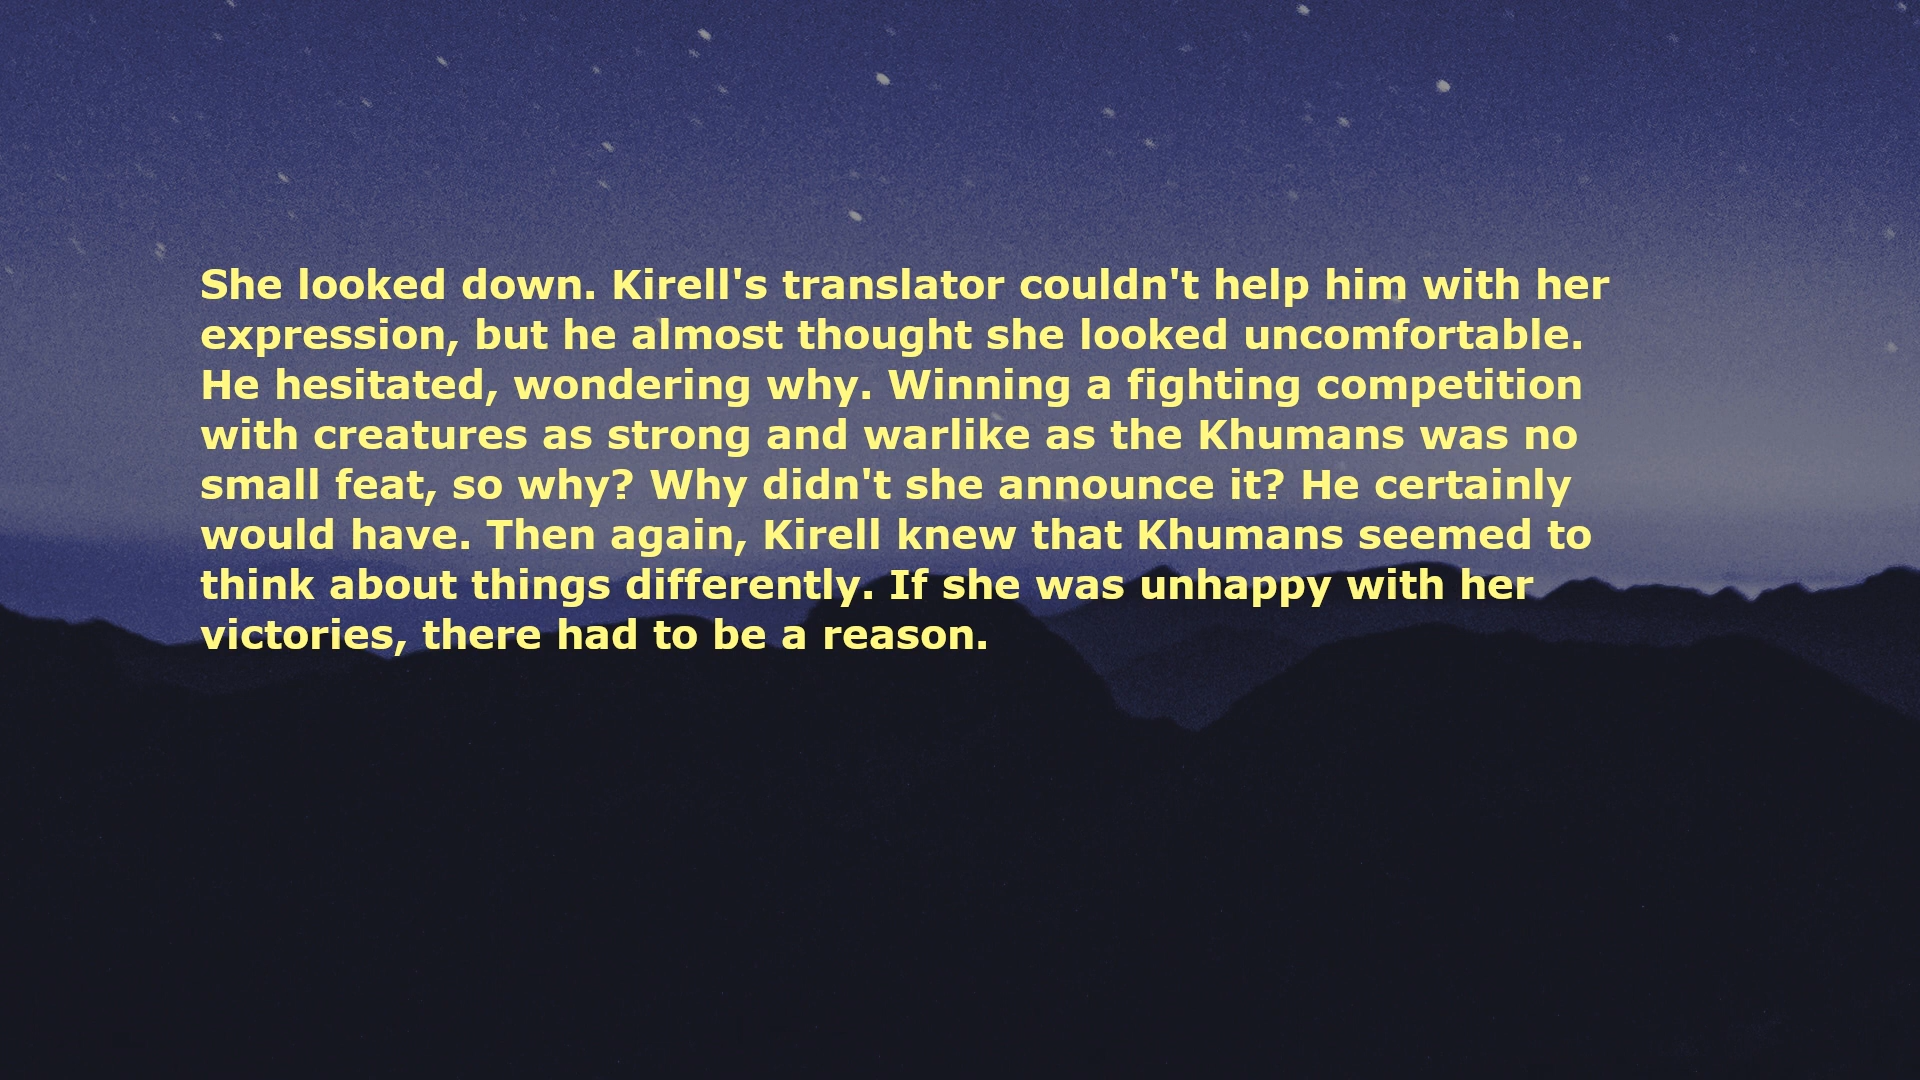 She looked down. Kirell's translator couldn't help him with her
expression, but he almost thought she looked uncomfortable.
He hesitated, wondering why. Winning a fighting competition
with creatures as strong and warlike as the Khumans was no
small feat, so why? Why didn't she announce it? He certainly
would have. Then again, Kirell knew that Khumans seemed to
think about things differently. If she was unhappy with her
victories, there had to be a reason.